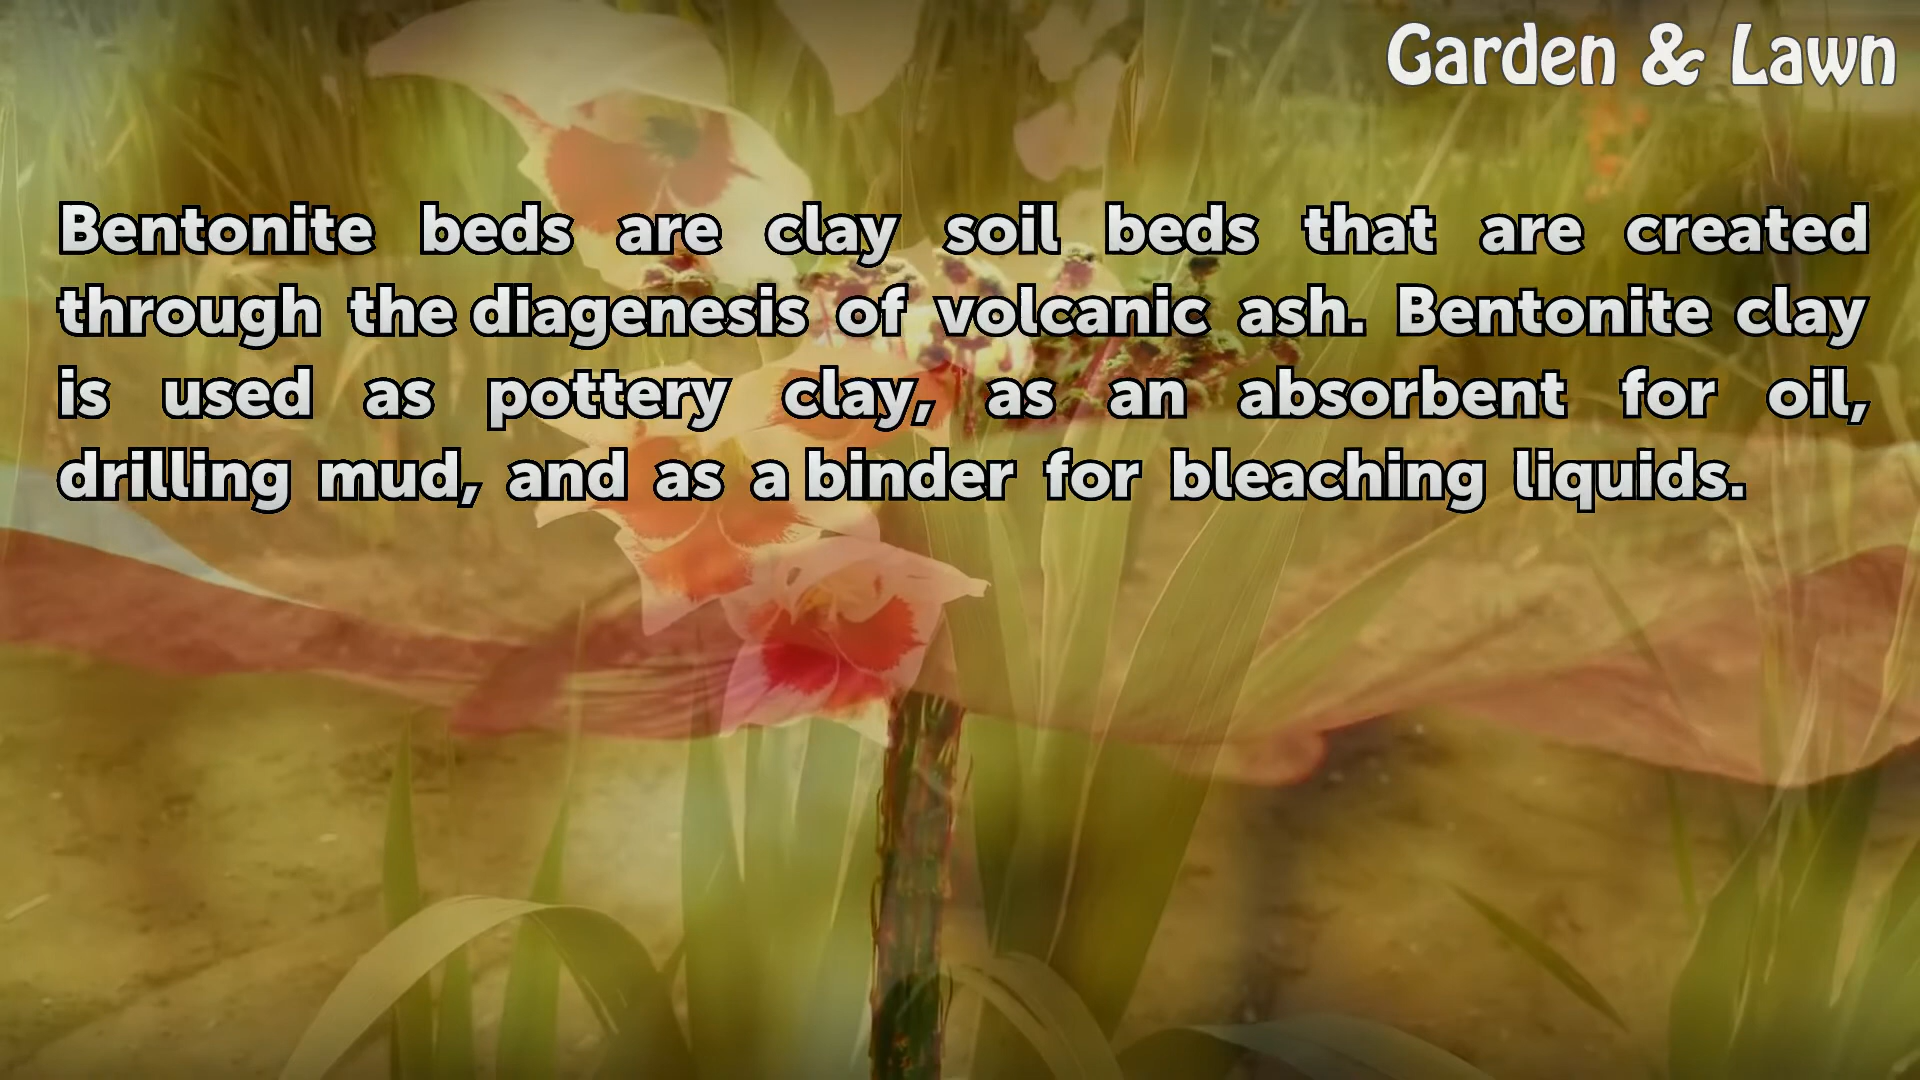 Garden & Lawn
Bentonite beds are clay soil beds that are created
through the diagenesis of volcanic ash. Bentonite clay
is used as pottery clay, as an absorbent for oil,
drilling mud, and as a binder for bleaching liquids.